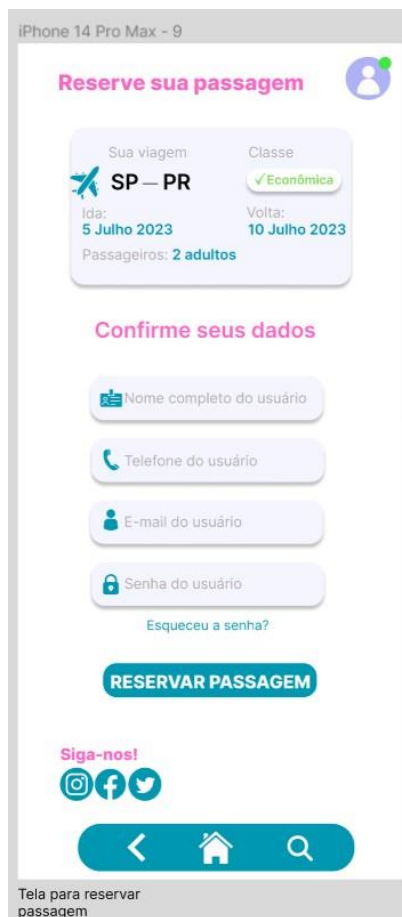 iPhone 14 Pro Max - 9
Reserve sua passagem
Sua viagem
Classe
SP — PR
✓Econômica
Ida:
Volta:
5 Julho 2023
10 Julho 2023
Passageiros: 2 adultos
Confirme seus dados
Nome completo do usuário
Telefone do usuário
E-mail do usuário
Senha do usuário
Esqueceu a senha?
RESERVAR PASSAGEM
Siga-nos!
Tela para reservar
passagem